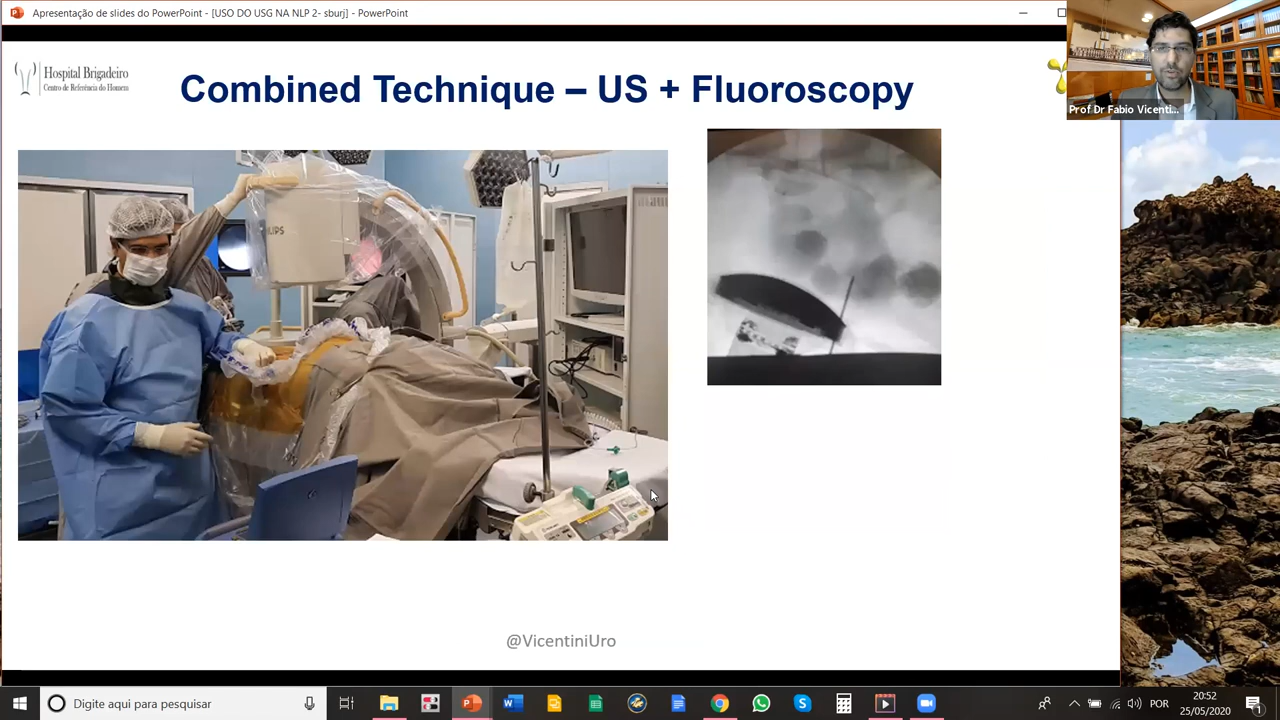 Apresentação de slides do PowerPoint - [USO DO USG NA NLP 2- sburj] - PowerPoint
Hospital Brigadeiro
Centro de Referência do Homem
Combined Technique – US + Fluoroscopy
Prof Dr Fabio Vicenti...
@VicentiniUro
Digite aqui para pesquisar
POR
20:52
25/05/2020
1